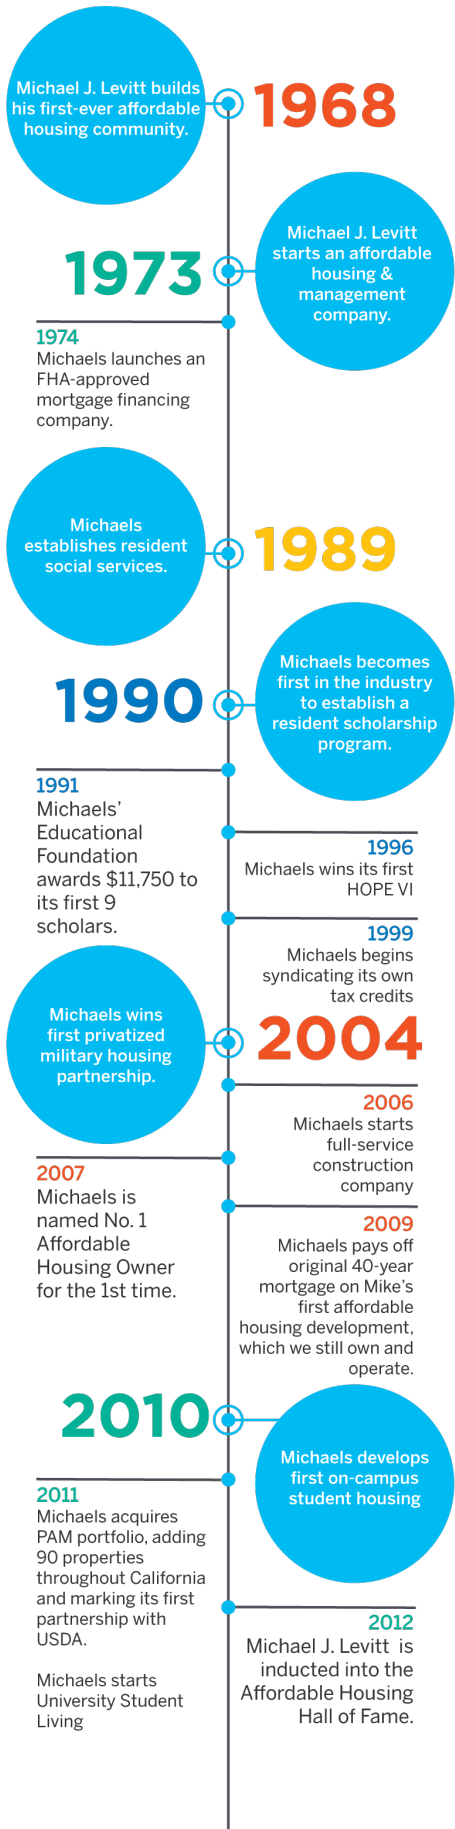 Michael J. Levitt builds
his first-ever affordable
housing community.
1968
1973
Michael J. Levitt
starts an affordable
housing &
management
company.
1974
Michaels launches an
FHA-approved
mortgage financing
company.
Michaels
establishes resident
social services.
1989
1990
Michaels becomes
first in the industry
to establish a
resident scholarship
program.
1991
Michaels'
Educational
Foundation
awards $11,750 to
its first 9
scholars.
1996
Michaels wins its first
HOPE VI
1999
Michaels begins
syndicating its own
tax credits
Michaels wins
first privatized
military housing
partnership.
2004
2006
Michaels starts
full-service
construction
company
2007
Michaels is
named No. 1
Affordable
Housing Owner
for the 1st time.
2009
Michaels pays off
original 40-year
mortgage on Mike's
first affordable
housing development,
which we still own and
operate.
2010
Michaels develops
first on-campus
student housing
2011
Michaels acquires
PAM portfolio, adding
90 properties
throughout California
and marking its first
partnership with
USDA.
Michaels starts
University Student
Living
2012
Michael J. Levitt is
inducted into the
Affordable Housing
Hall of Fame.